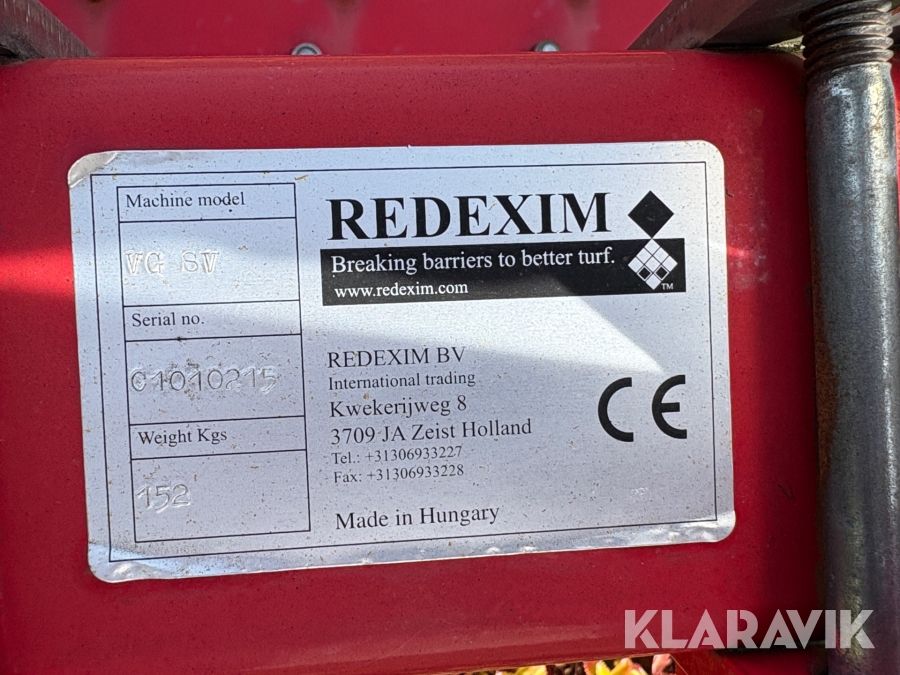 Machine model
VG SV
Serial no.
01010215
Weight Kgs
152
REDEXIM
Breaking barriers to better turf.
www.redexim.com
TM
REDEXIM BV
International trading
Kwekerijweg 8
3709 JA Zeist Holland
Tel.: +31306933227
Fax: +31306933228
CE
Made in Hungary
KLARAVIK